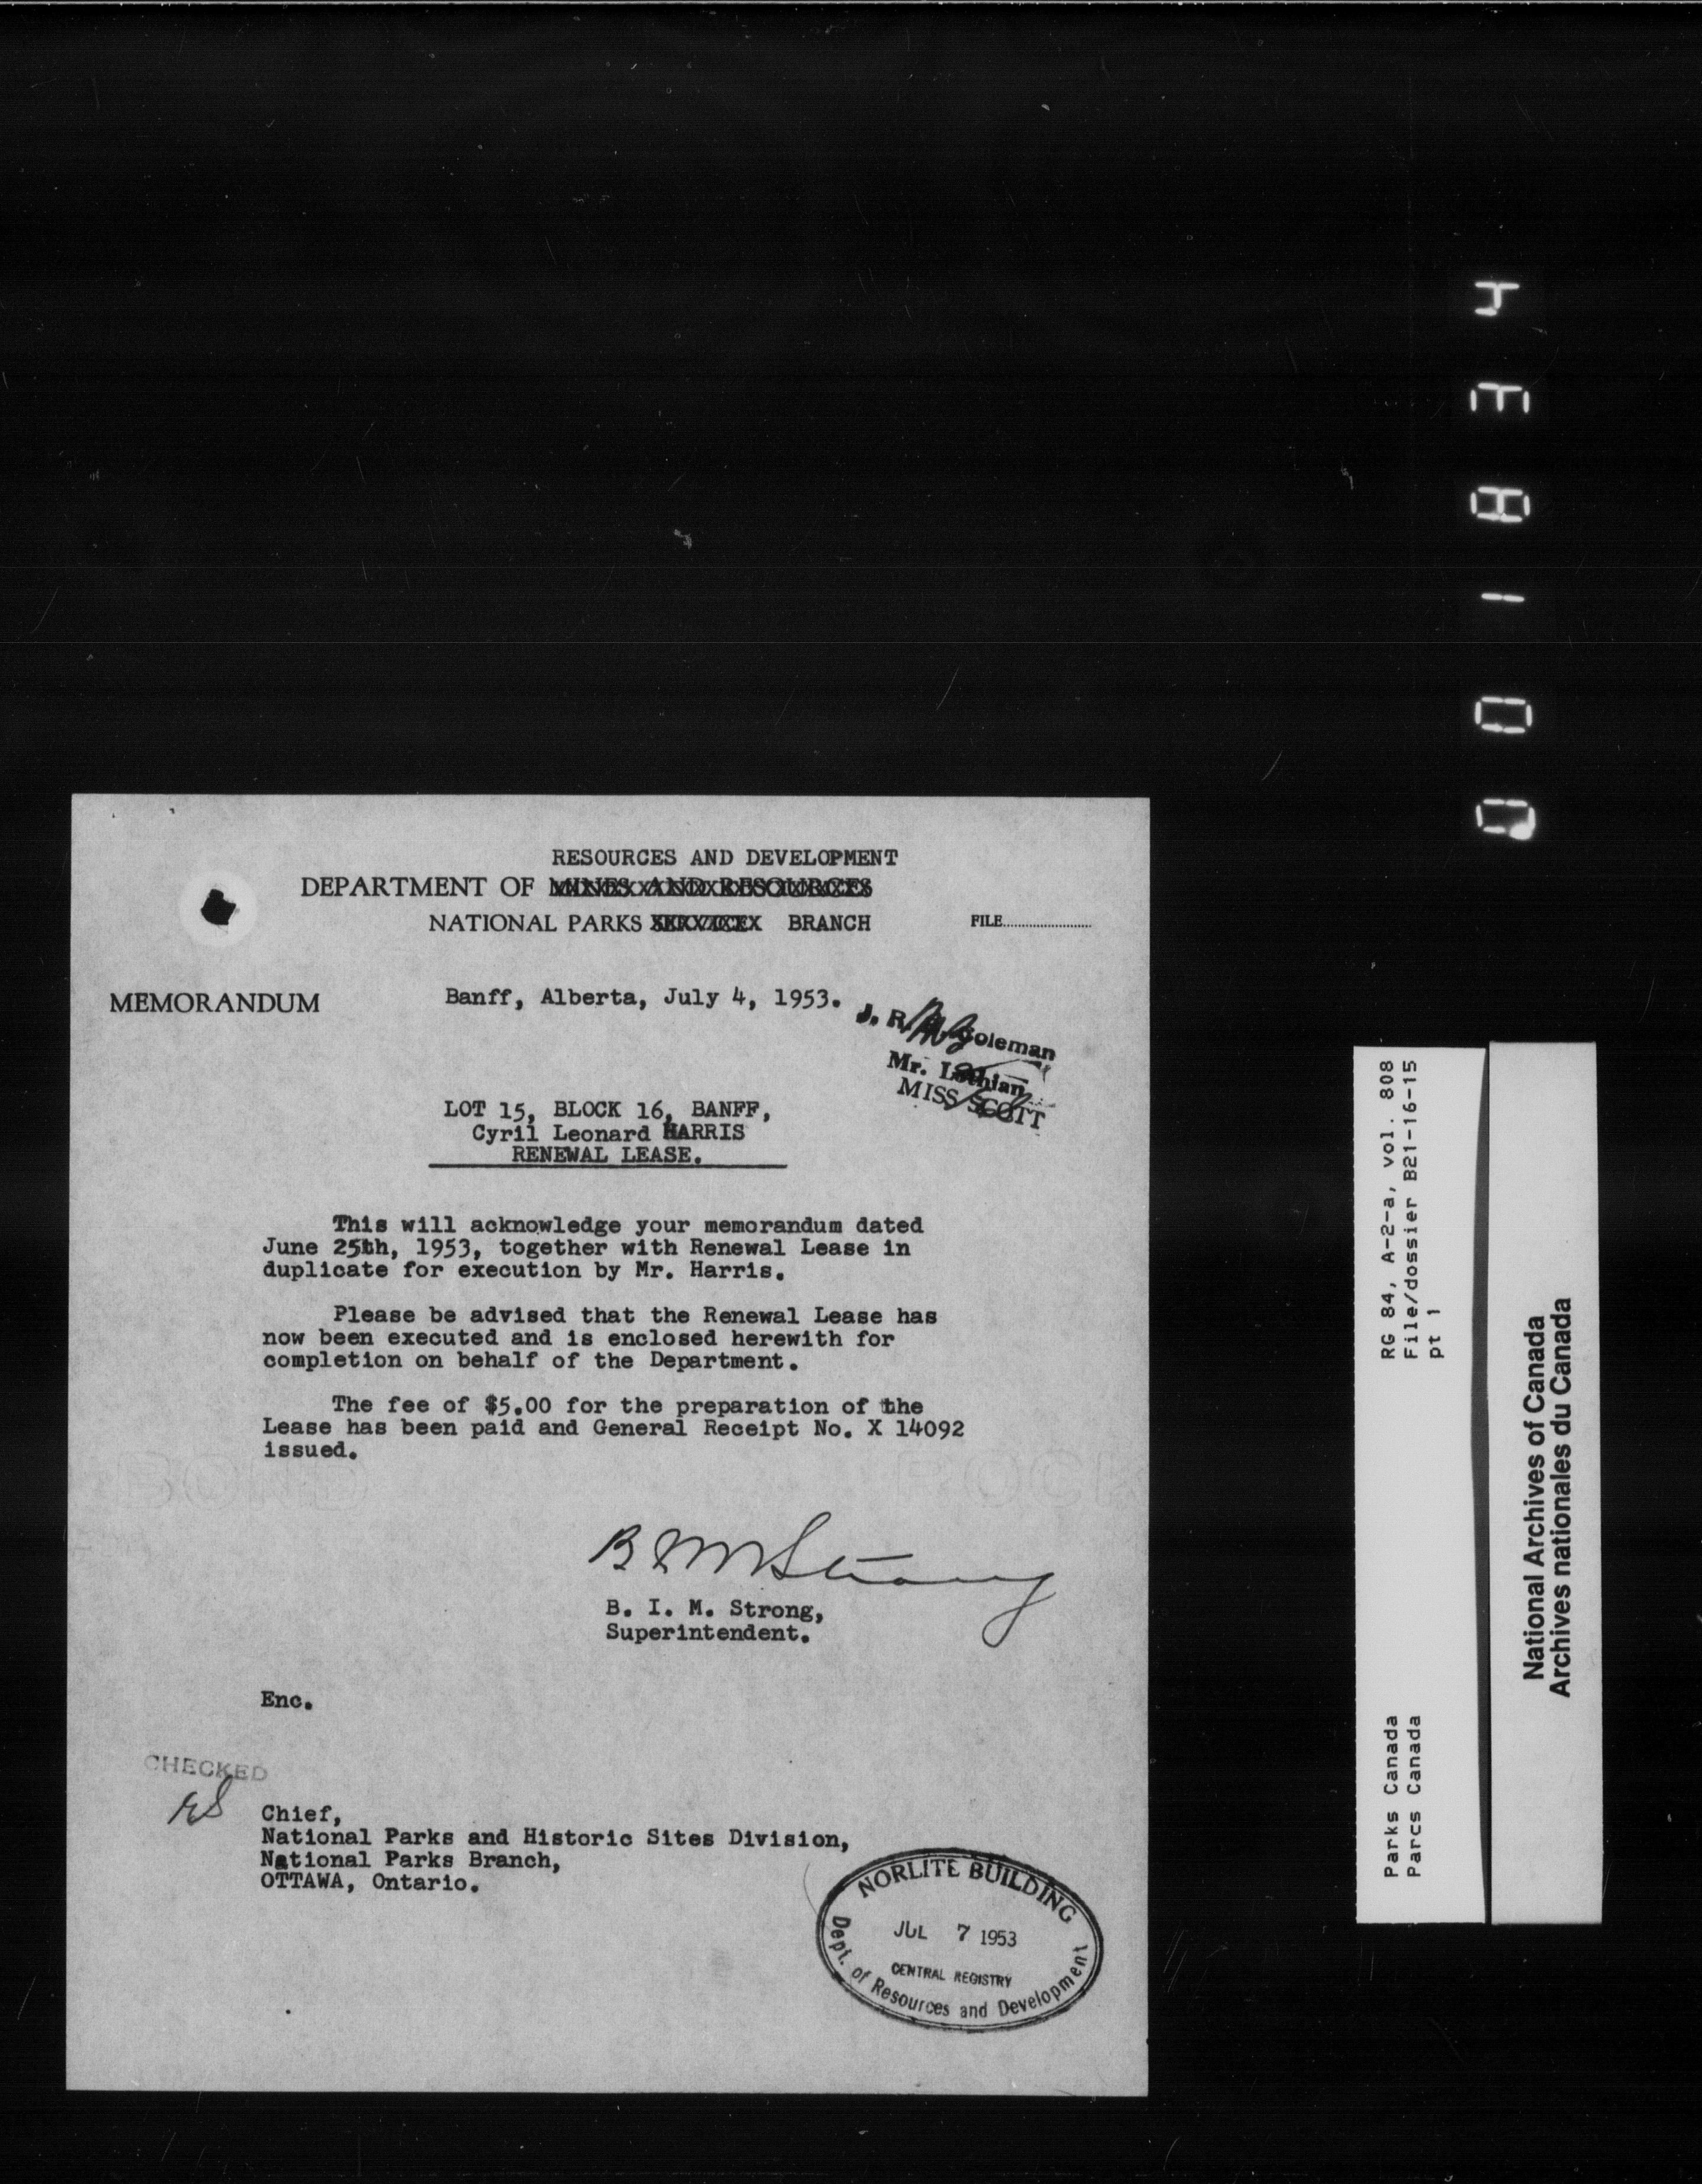 RESOURCES AND DEVELOPMENT
DEPARTMENT OF MINES AND RESOURCES
NATIONAL PARKS SERVICE BRANCH
FILE
MEMORANDUM
Banff, Alberta, July 4, 1953.
J. R. B. Coleman
Mr. Lothian
MISS SCOTT
LOT 15, BLOCK 16, BANFF,
Cyril Leonard HARRIS
RENEWAL LEASE.
This will acknowledge your memorandum dated
June 25th, 1953, together with Renewal Lease in
duplicate for execution by Mr. Harris.
Please be advised that the Renewal Lease has
now been executed and is enclosed herewith for
completion on behalf of the Department.
The fee of $5.00 for the preparation of the
Lease has been paid and General Receipt No. X 14092
issued.
BOND
ROCK
B I M Strong
B. I. M. Strong,
Superintendent.
Enc.
CHECKED
RS
Chief,
National Parks and Historic Sites Division,
National Parks Branch,
OTTAWA, Ontario.
NORLITE BUILDING
JUL 7 1953
CENTRAL REGISTRY
Dept. of Resources and Development
RG 84, A-2-a, vol. 808
File/dossier B21-16-15
pt 1
Parks Canada
Parcs Canada
National Archives of Canada
Archives nationales du Canada